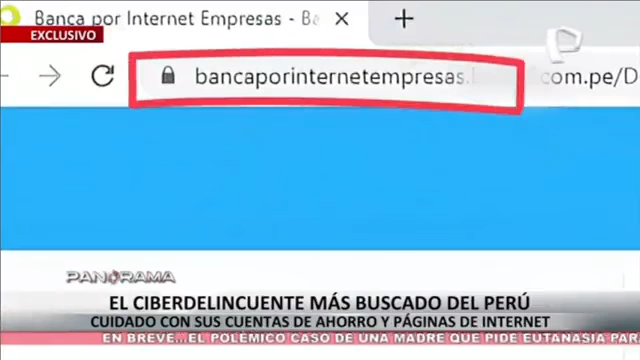 Banca por Internet Empresas - Ba
EXCLUSIVO
bancaporinternetempresas. .com.pe/D
PANORAMA
EL CIBERDELINCUENTE MÁS BUSCADO DEL PERÚ
CUIDADO CON SUS CUENTAS DE AHORRO Y PÁGINAS DE INTERNET
EN BREVE...EL POLÉMICO CASO DE UNA MADRE QUE PIDE EUTANASIA PAR